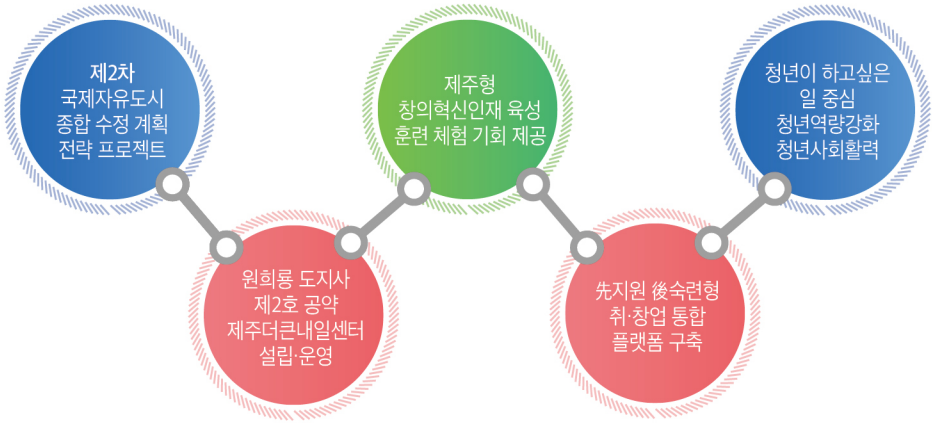 제2차
국제자유도시
종합 수정 계획
전략 프로젝트
원희룡 도지사
제2호 공약
제주더큰내일센터
설립·운영
제주형
창의혁신인재 육성
훈련 체험 기회 제공
先지원 後숙련형
취·창업 통합
플랫폼 구축
청년이 하고싶은
일 중심
청년역량강화
청년사회활력